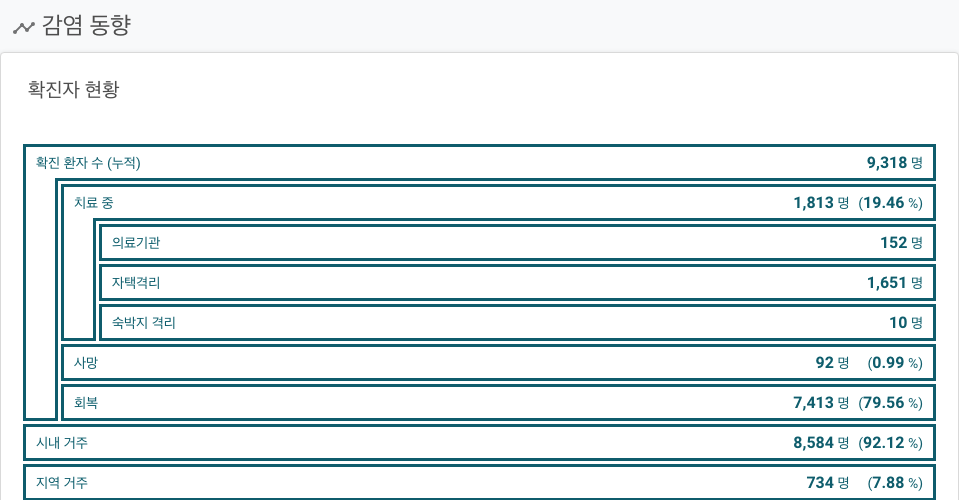 감염 동향
확진자 현황
확진 환자 수 (누적) 9,318 명
치료 중 1,813 명 (19.46 %)
의료기관 152 명
자택격리 1,651 명
숙박지 격리 10 명
사망 92 명 (0.99 %)
회복 7,413 명 (79.56 %)
시내 거주 8,584 명 (92.12 %)
지역 거주 734 명 (7.88 %)